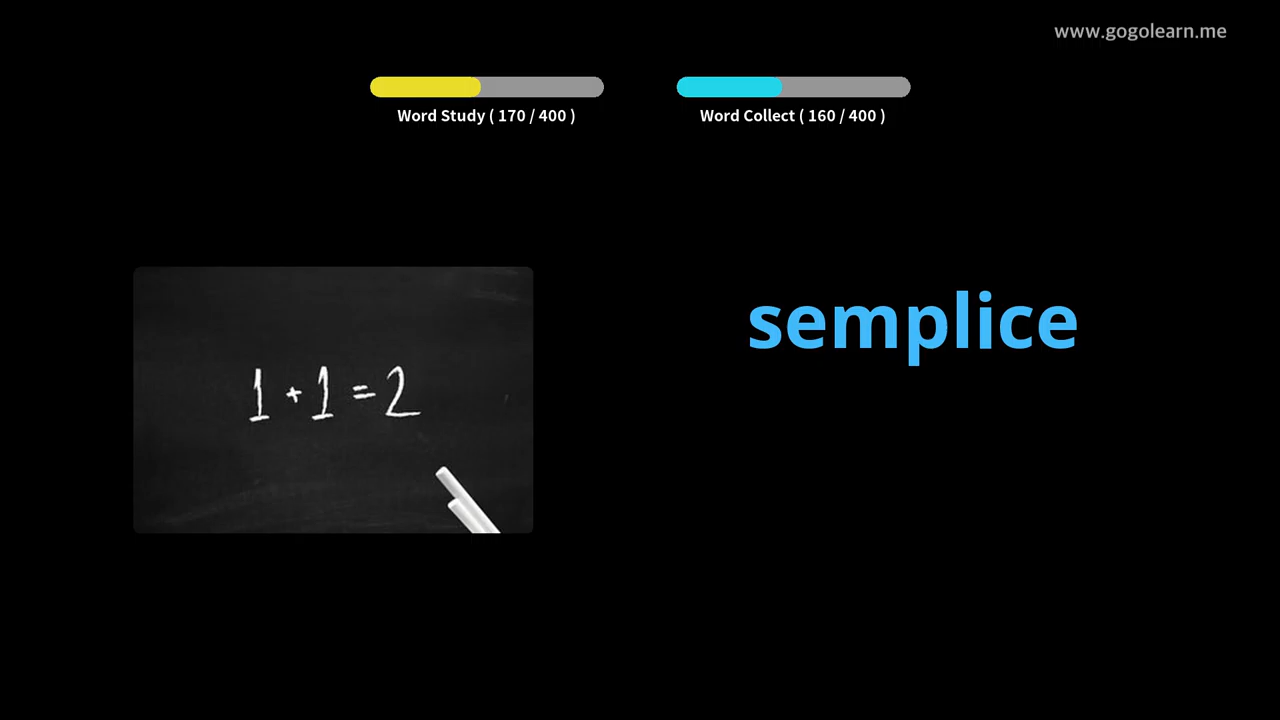 www.gogolearn.me
Word Study ( 170 / 400 )
Word Collect ( 160 / 400 )
semplice
1 + 1 = 2